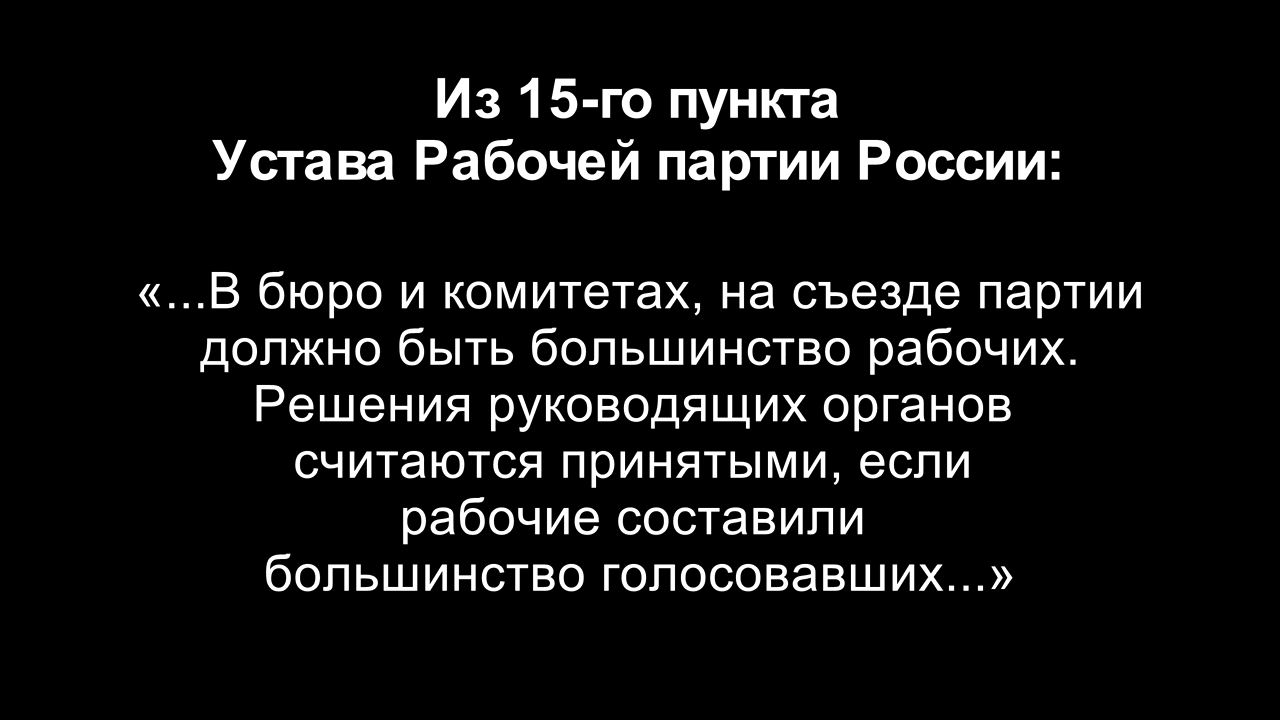 Из 15-го пункта
Устава Рабочей партии России:
«...В бюро и комитетах, на съезде партии
должно быть большинство рабочих.
Решения руководящих органов
считаются принятыми, если
рабочие составили
большинство голосовавших...»